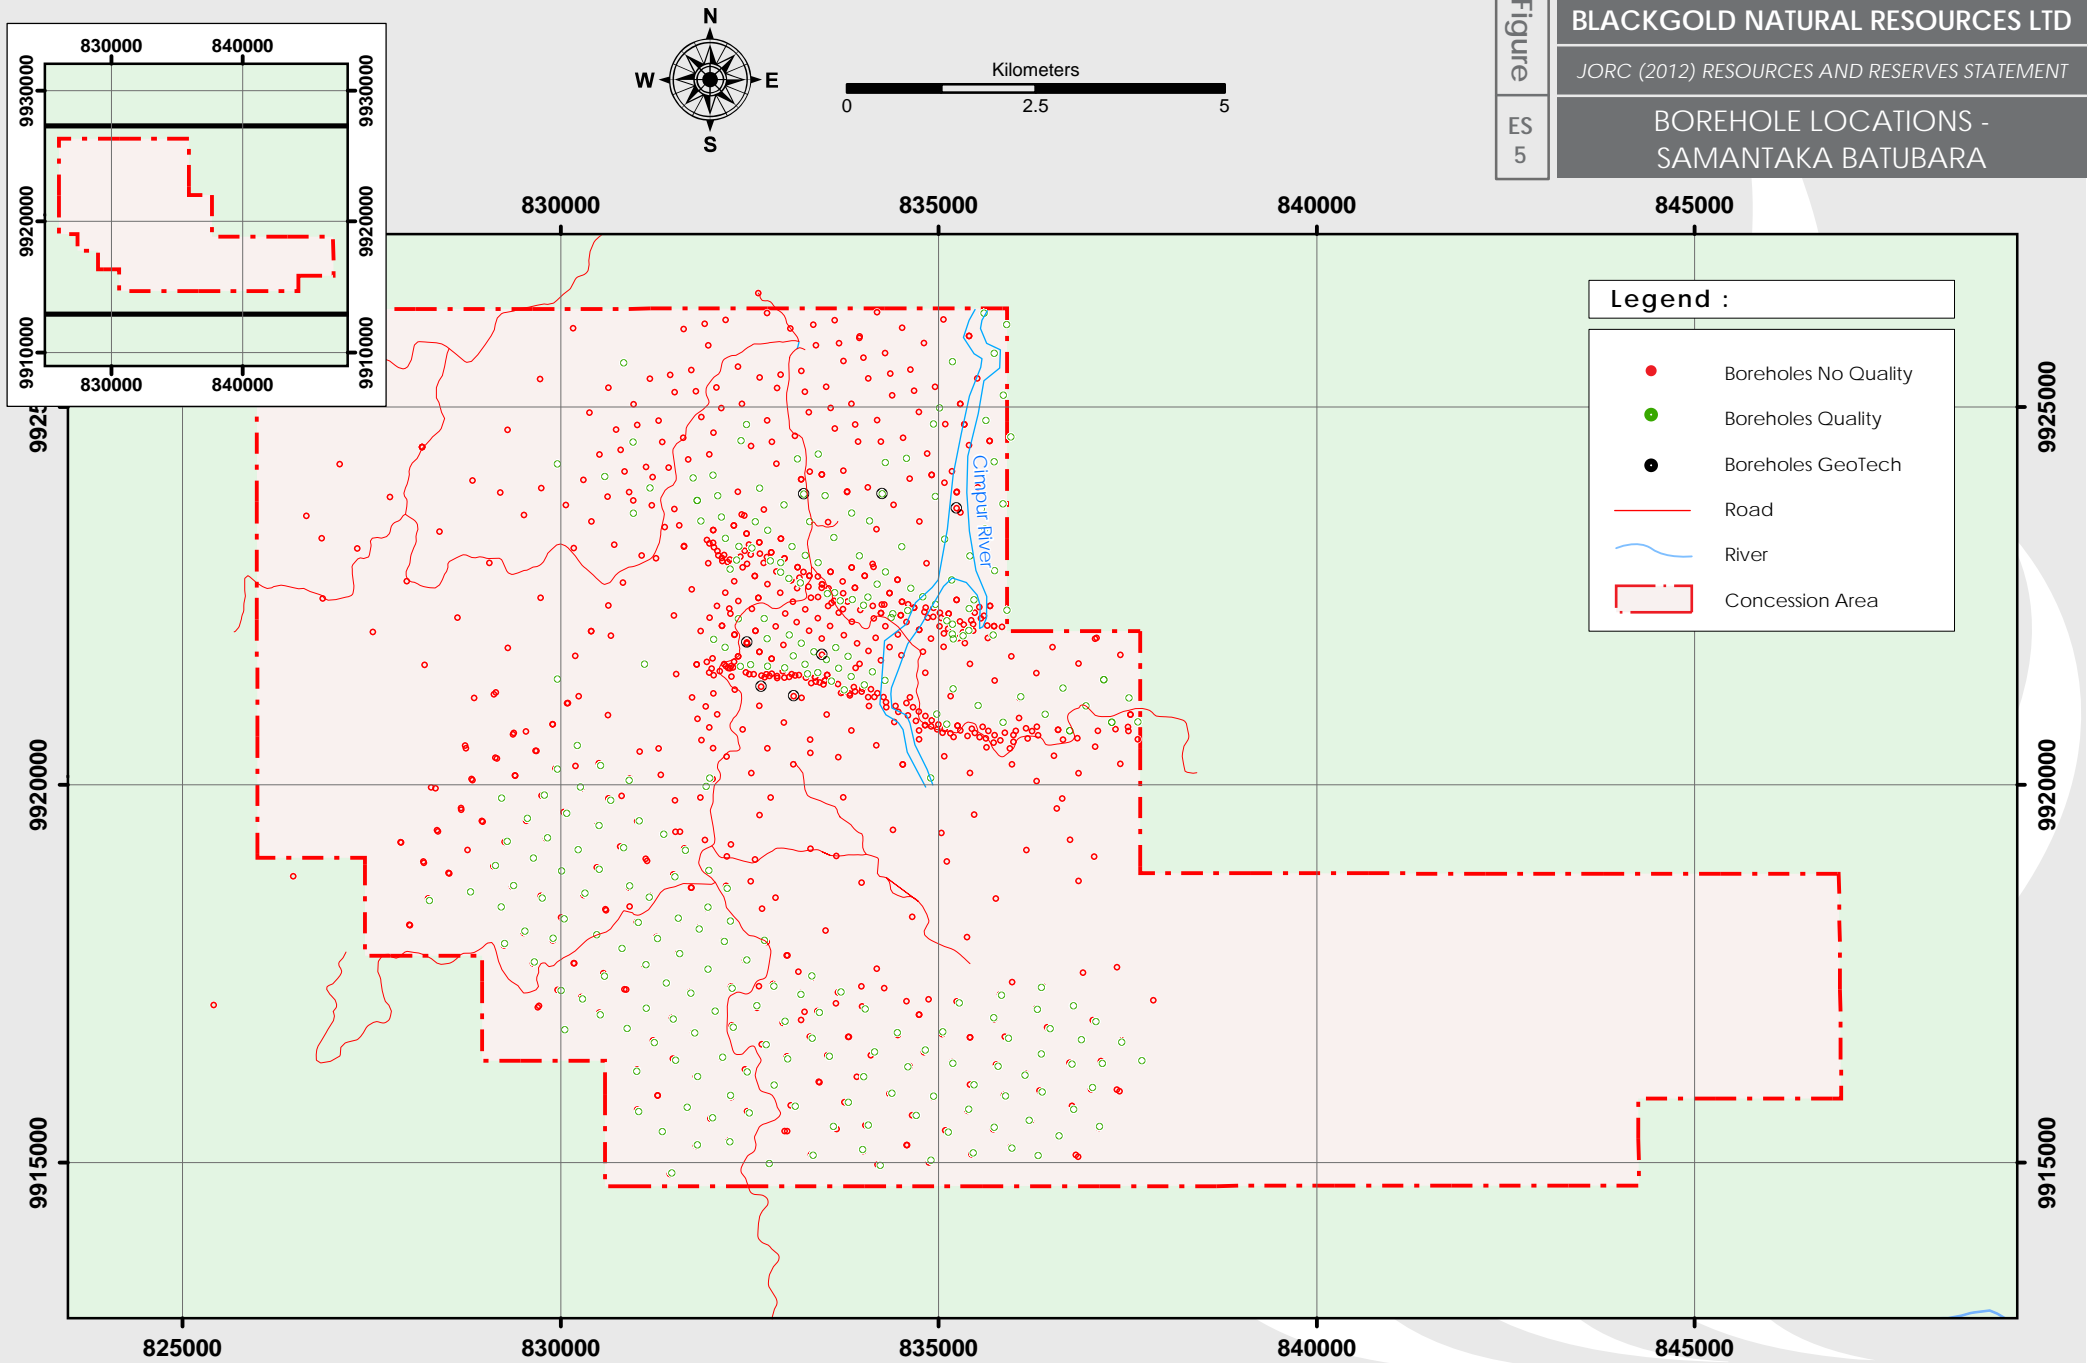 830000 840000
9930000 9930000
9920000 9920000
9910000 9910000
830000 840000
N
W E
S
Kilometers
0 2.5 5
Figure
ES
5
BLACKGOLD NATURAL RESOURCES LTD
JORC (2012) RESOURCES AND RESERVES STATEMENT
BOREHOLE LOCATIONS -
SAMANTAKA BATUBARA
830000 835000 840000 845000
Legend :
Boreholes No Quality
Boreholes Quality
Boreholes GeoTech
Road
River
Concession Area
Cimpur River
9925000
9920000 9920000
9915000 9915000
825000 830000 835000 840000 845000